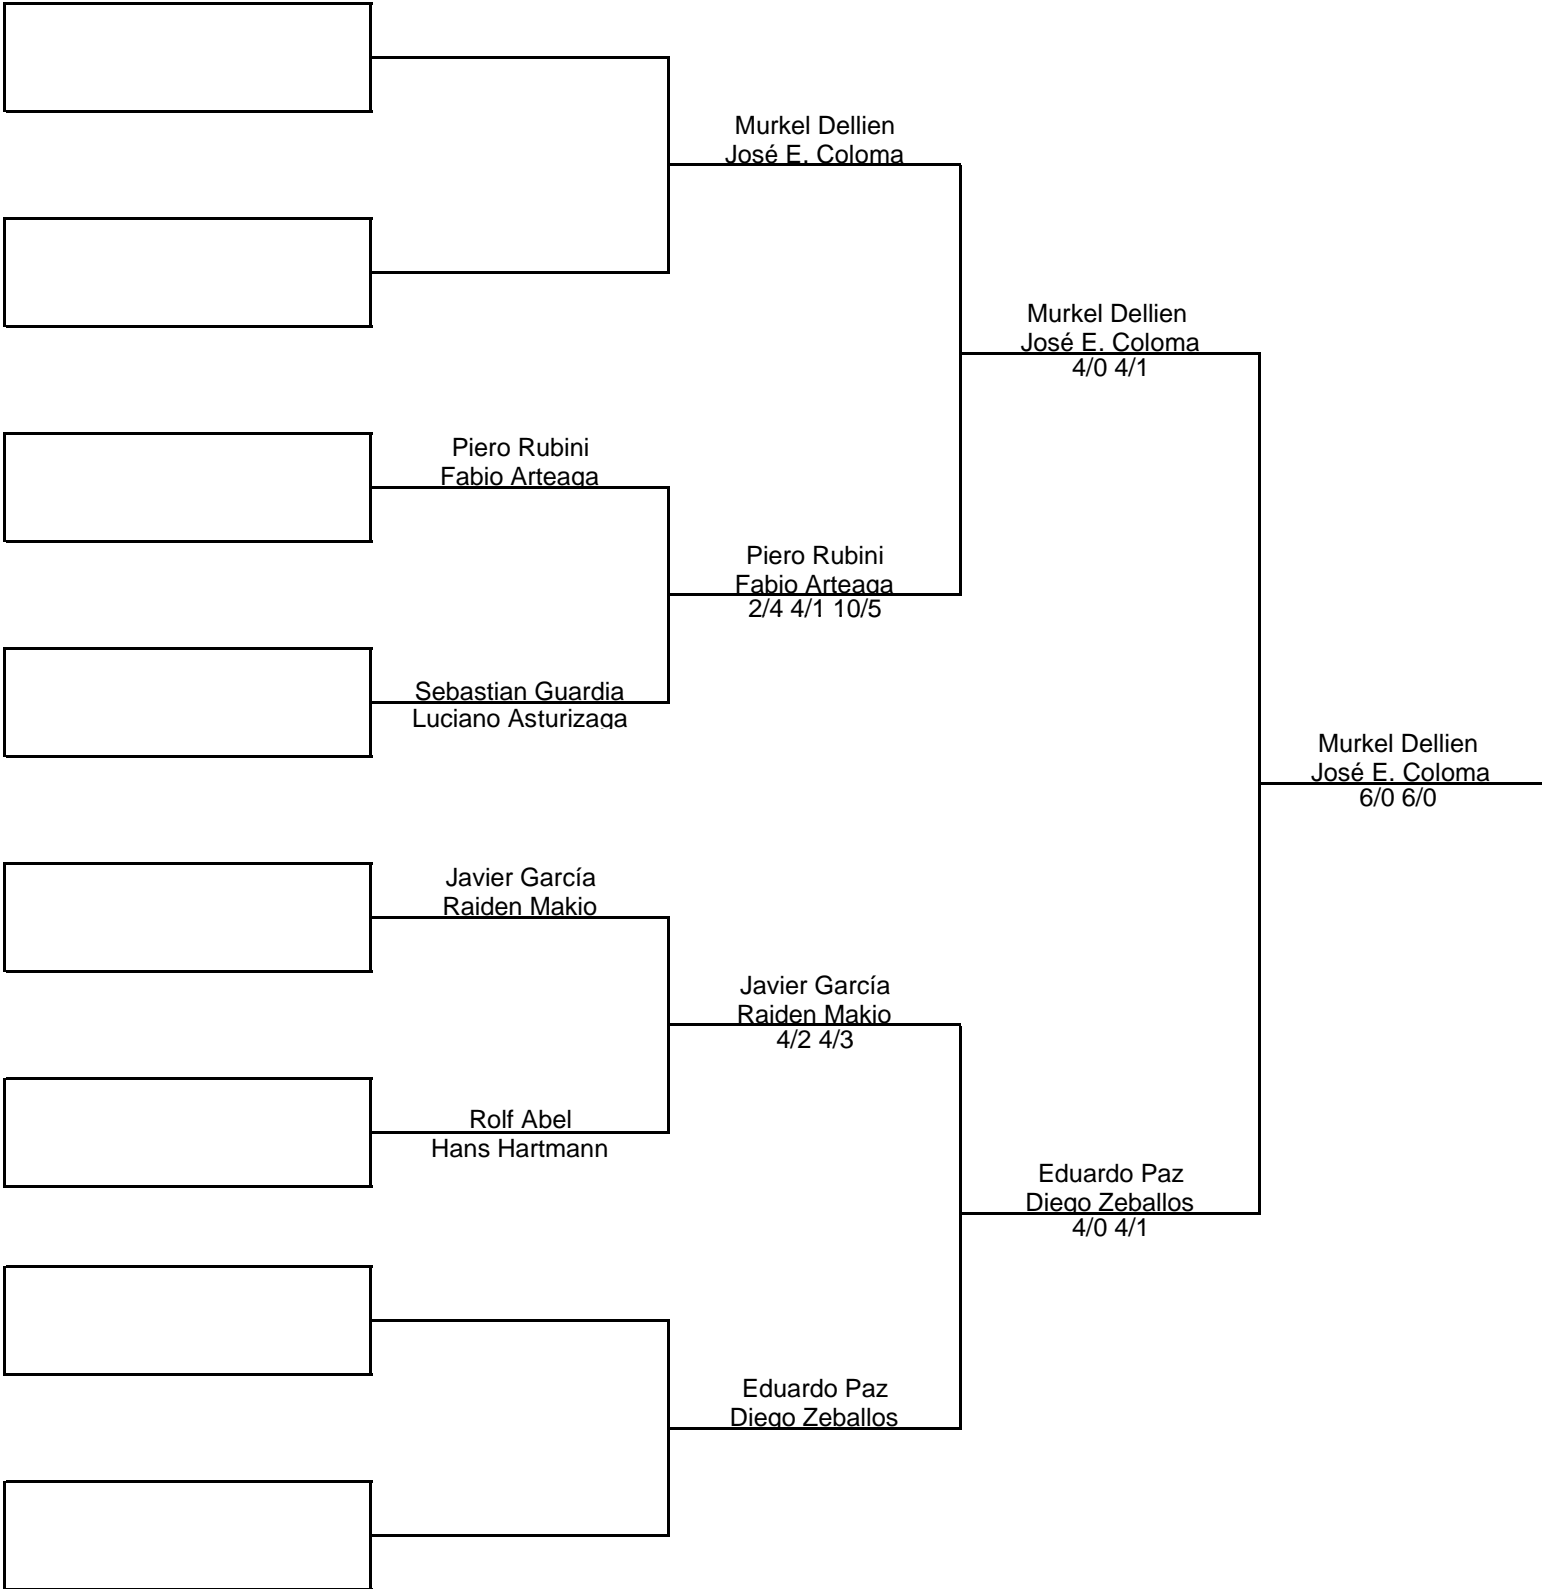 Murkel Dellien
José E. Coloma
Murkel Dellien
José E. Coloma
4/0 4/1
Piero Rubini
Fabio Arteaga
Piero Rubini
Fabio Arteaga
2/4 4/1 10/5
Sebastian Guardia
Luciano Asturizaga
Murkel Dellien
José E. Coloma
6/0 6/0
Javier García
Raiden Makio
Javier García
Raiden Makio
4/2 4/3
Rolf Abel
Hans Hartmann
Eduardo Paz
Diego Zeballos
4/0 4/1
Eduardo Paz
Diego Zeballos